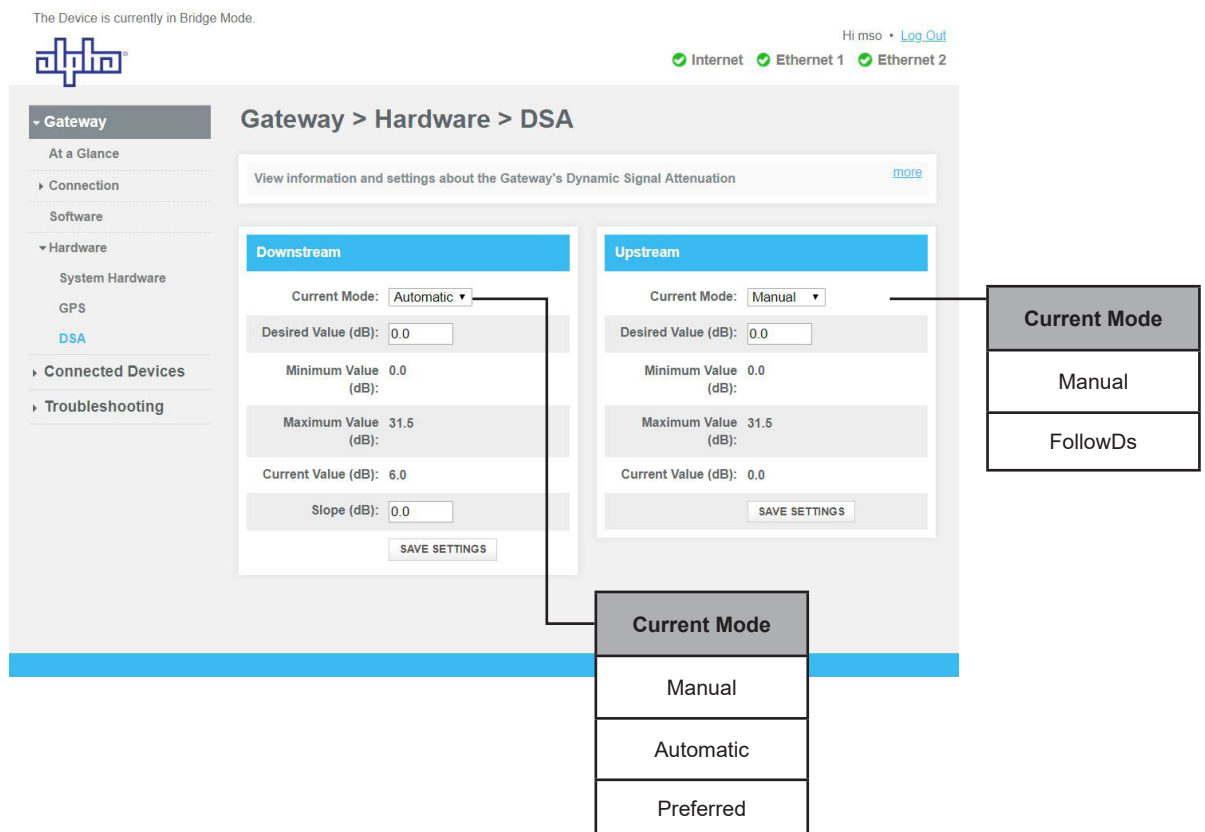 The Device is currently in Bridge Mode.
alpha®
Hi mso • Log Out
Internet Ethernet 1 Ethernet 2
Gateway
At a Glance
Connection
Software
Hardware
System Hardware
GPS
DSA
Connected Devices
Troubleshooting
Gateway > Hardware > DSA
View information and settings about the Gateway's Dynamic Signal Attenuation
more
Downstream
Current Mode: Automatic
Desired Value (dB): 0.0
Minimum Value 0.0
(dB):
Maximum Value 31.5
(dB):
Current Value (dB): 6.0
Slope (dB): 0.0
SAVE SETTINGS
Upstream
Current Mode: Manual
Desired Value (dB): 0.0
Minimum Value 0.0
(dB):
Maximum Value 31.5
(dB):
Current Value (dB): 0.0
SAVE SETTINGS
Current Mode
Manual
FollowDs
Current Mode
Manual
Automatic
Preferred